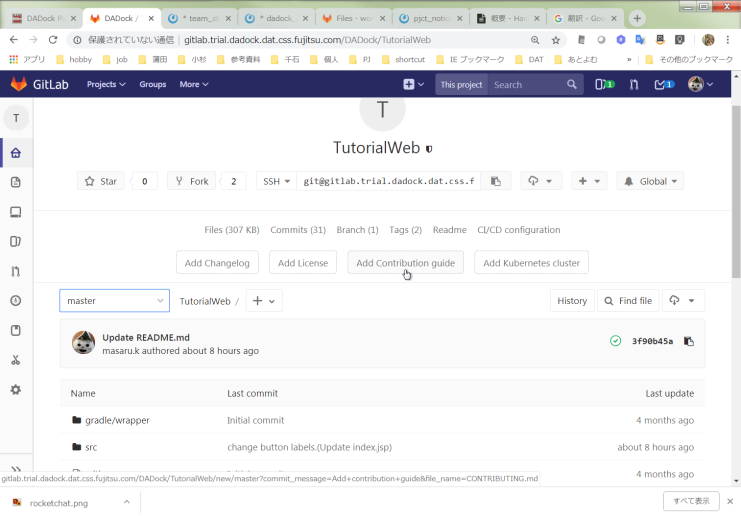 DADock P
DADock /
* team_d
* dadock_
Files - wo
pjct_notic
概要 - Hac
翻訳 - Goo
保護されていない通信 | gitlab.trial.dadock.dat.css.fujitsu.com/DADock/TutorialWeb
アプリ hobby job 蒲田 小杉 参考資料 千石 個人 PJ shortcut IE ブックマーク DAT あとよむ » その他のブックマーク
GitLab Projects Groups More This project Search 1 1
T
T
TutorialWeb
Star 0 Fork 2 SSH git@gitlab.trial.dadock.dat.css.f + Global
Files (307 KB) Commits (31) Branch (1) Tags (2) Readme CI/CD configuration
Add Changelog Add License Add Contribution guide Add Kubernetes cluster
master TutorialWeb / + History Find file
Update README.md
masaru.k authored about 8 hours ago
3f90b45a
Name Last commit Last update
gradle/wrapper Initial commit 4 months ago
src change button labels.(Update index.jsp) about 8 hours ago
4 months ago
gitlab.trial.dadock.dat.css.fujitsu.com/DADock/TutorialWeb/new/master?commit_message=Add+contribution+guide&file_name=CONTRIBUTING.md
rocketchat.png すべて表示